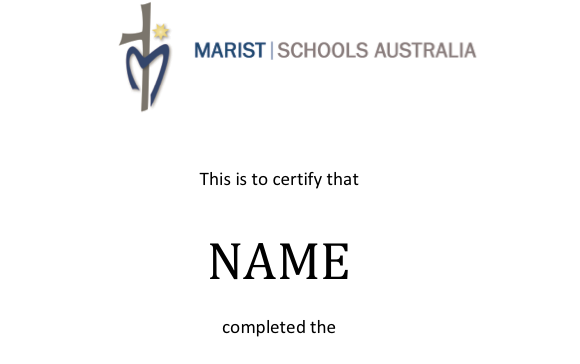 MARIST | SCHOOLS AUSTRALIA
This is to certify that
NAME
completed the